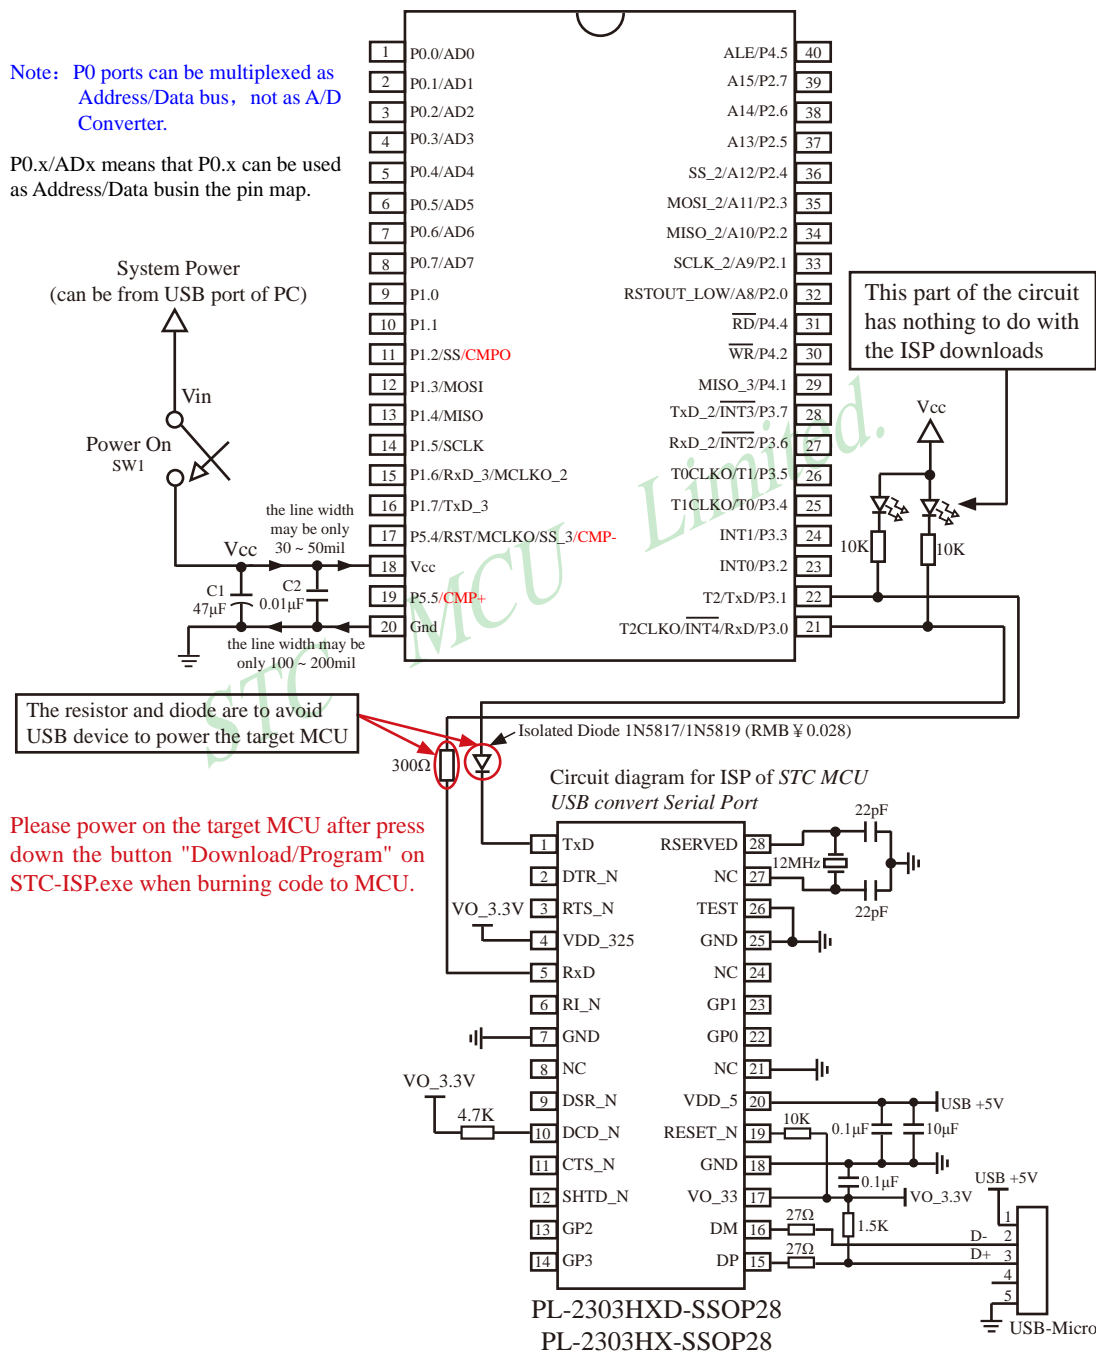 Note：P0 ports can be multiplexed as
Address/Data bus，not as A/D
Converter.
P0.x/ADx means that P0.x can be used
as Address/Data busin the pin map.
System Power
(can be from USB port of PC)
Vin
Power On
SW1
the line width
may be only
30 ~ 50mil
Vcc
C1
47μF
C2
0.01μF
the line width may be
only 100 ~ 200mil
1 P0.0/AD0
2 P0.1/AD1
3 P0.2/AD2
4 P0.3/AD3
5 P0.4/AD4
6 P0.5/AD5
7 P0.6/AD6
8 P0.7/AD7
9 P1.0
10 P1.1
11 P1.2/SS/CMPO
12 P1.3/MOSI
13 P1.4/MISO
14 P1.5/SCLK
15 P1.6/RxD_3/MCLKO_2
16 P1.7/TxD_3
17 P5.4/RST/MCLKO/SS_3/CMP-
18 Vcc
19 P5.5/CMP+
20 Gnd
ALE/P4.5 40
A15/P2.7 39
A14/P2.6 38
A13/P2.5 37
SS_2/A12/P2.4 36
MOSI_2/A11/P2.3 35
MISO_2/A10/P2.2 34
SCLK_2/A9/P2.1 33
RSTOUT_LOW/A8/P2.0 32
RD/P4.4 31
WR/P4.2 30
MISO_3/P4.1 29
TxD_2/INT3/P3.7 28
RxD_2/INT2/P3.6 27
T0CLKO/T1/P3.5 26
T1CLKO/T0/P3.4 25
INT1/P3.3 24
INT0/P3.2 23
T2/TxD/P3.1 22
T2CLKO/INT4/RxD/P3.0 21
This part of the circuit
has nothing to do with
the ISP downloads
Vcc
10K
10K
STC MCU Limited.
The resistor and diode are to avoid
USB device to power the target MCU
300Ω
Isolated Diode 1N5817/1N5819 (RMB ¥ 0.028)
Circuit diagram for ISP of STC MCU
USB convert Serial Port
Please power on the target MCU after press
down the button "Download/Program" on
STC-ISP.exe when burning code to MCU.
VO_3.3V
VO_3.3V
4.7K
1 TxD
2 DTR_N
3 RTS_N
4 VDD_325
5 RxD
6 RI_N
7 GND
8 NC
9 DSR_N
10 DCD_N
11 CTS_N
12 SHTD_N
13 GP2
14 GP3
RSERVED 28
NC 27
TEST 26
GND 25
NC 24
GP1 23
GP0 22
NC 21
VDD_5 20
RESET_N 19
GND 18
VO_33 17
DM 16
DP 15
22pF
12MHz
22pF
USB +5V
10K
0.1μF
10μF
0.1μF
USB +5V
VO_3.3V
27Ω
1.5K
27Ω
D-
D+
1
2
3
4
5
USB-Micro
PL-2303HXD-SSOP28
PL-2303HX-SSOP28